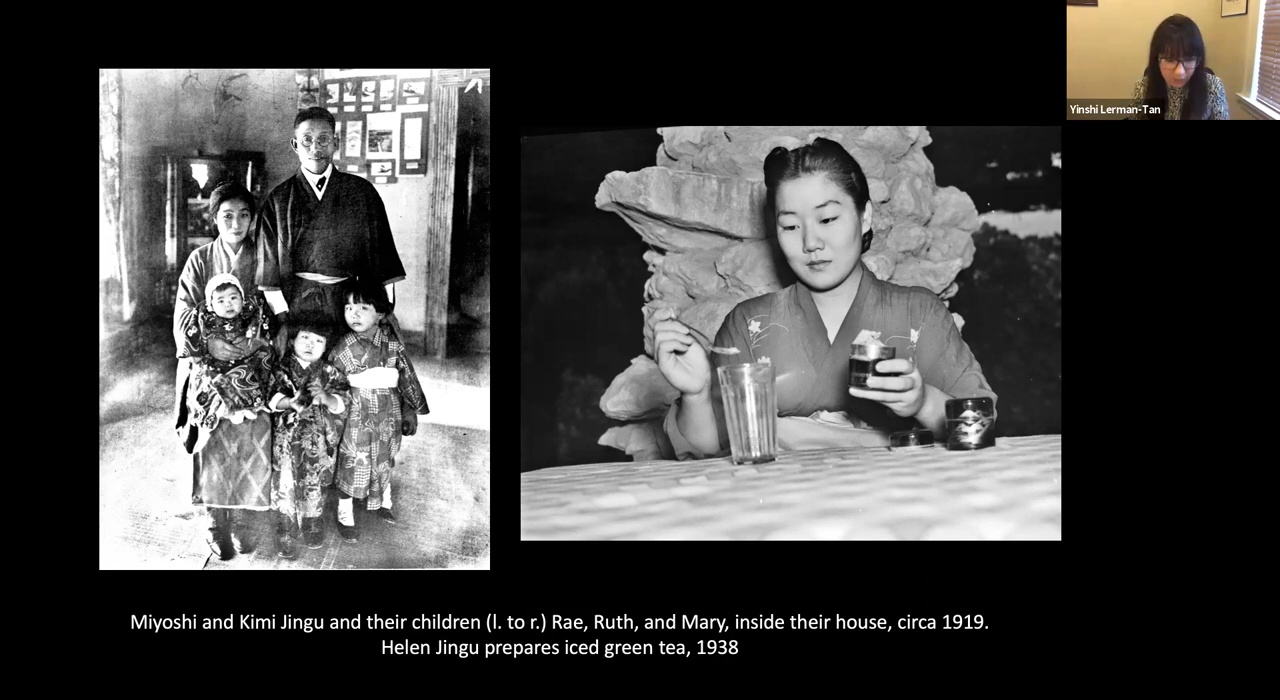 Yinshi Lerman-Tan
Miyoshi and Kimi Jingu and their children (l. to r.) Rae, Ruth, and Mary, inside their house, circa 1919.
Helen Jingu prepares iced green tea, 1938